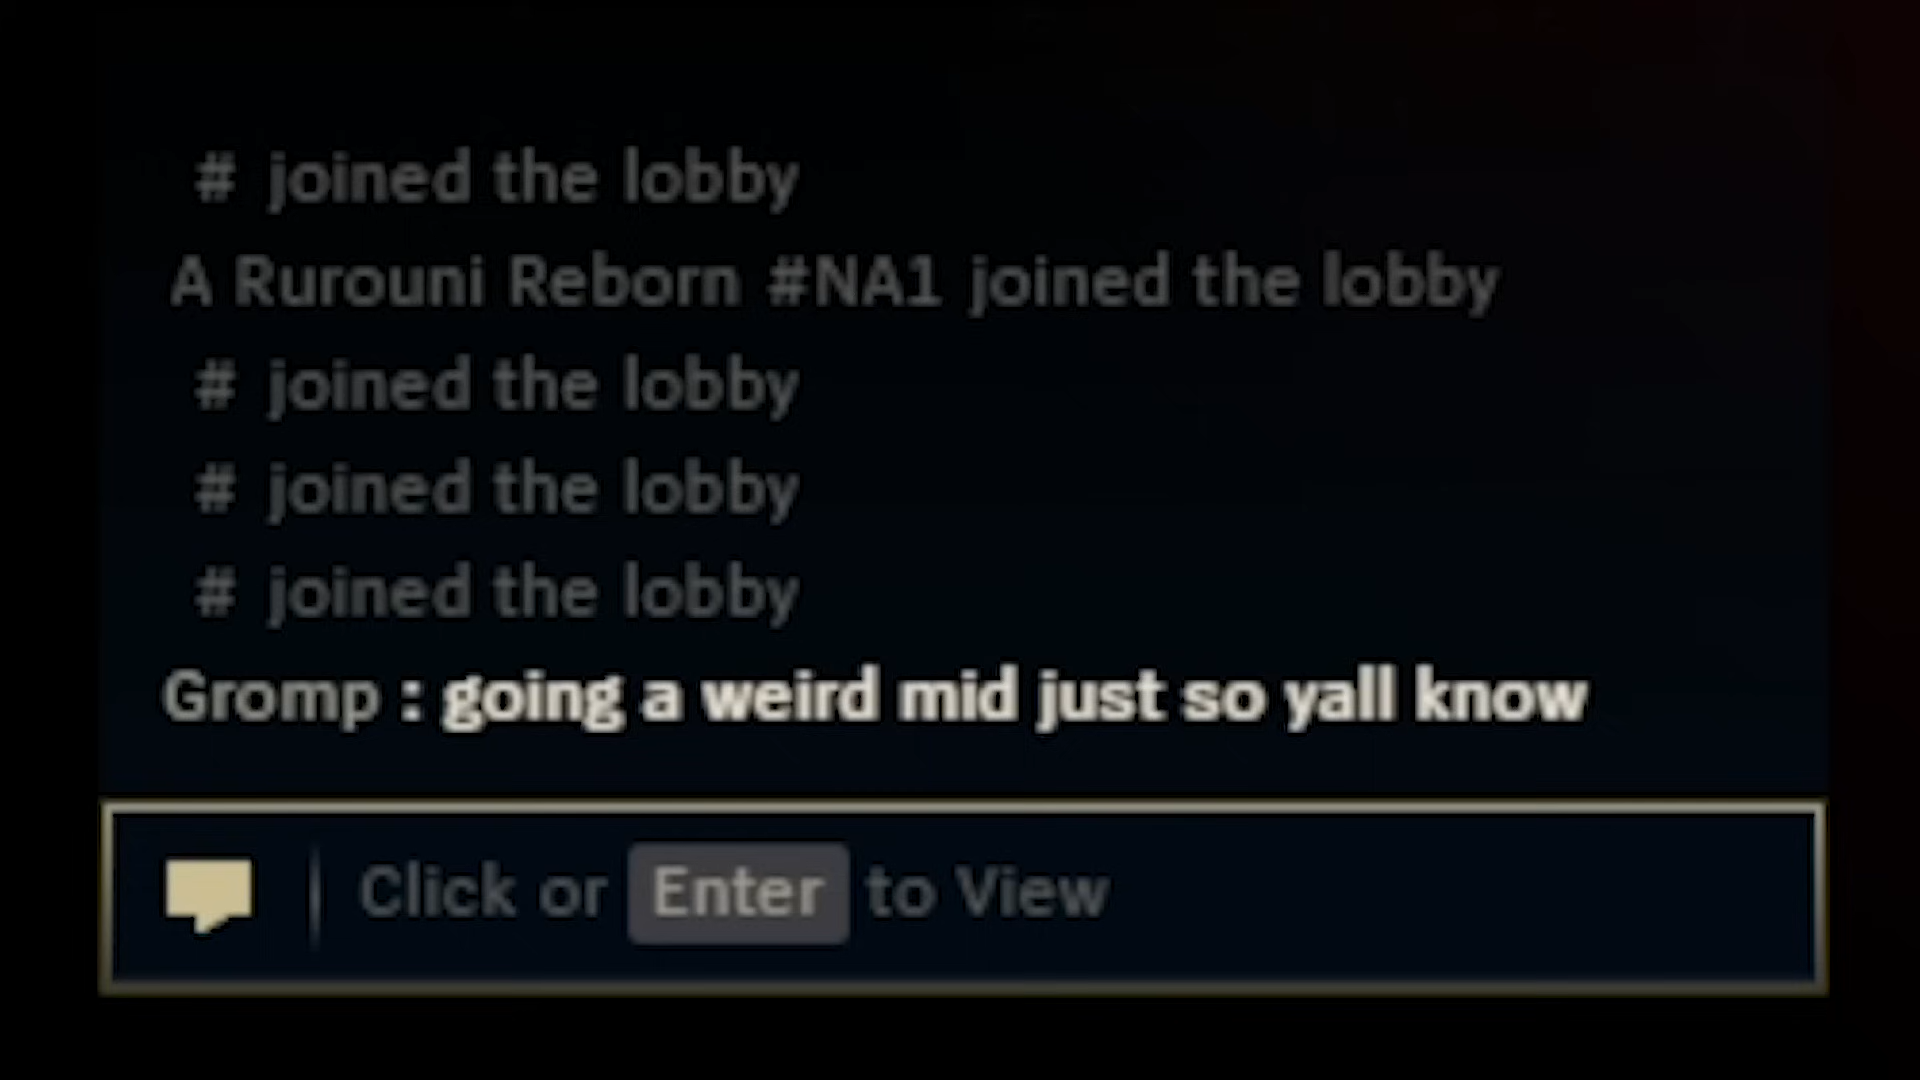 # joined the lobby
A Rurouni Reborn #NA1 joined the lobby
# joined the lobby
# joined the lobby
# joined the lobby
Gromp : going a weird mid just so yall know
Click or Enter to View